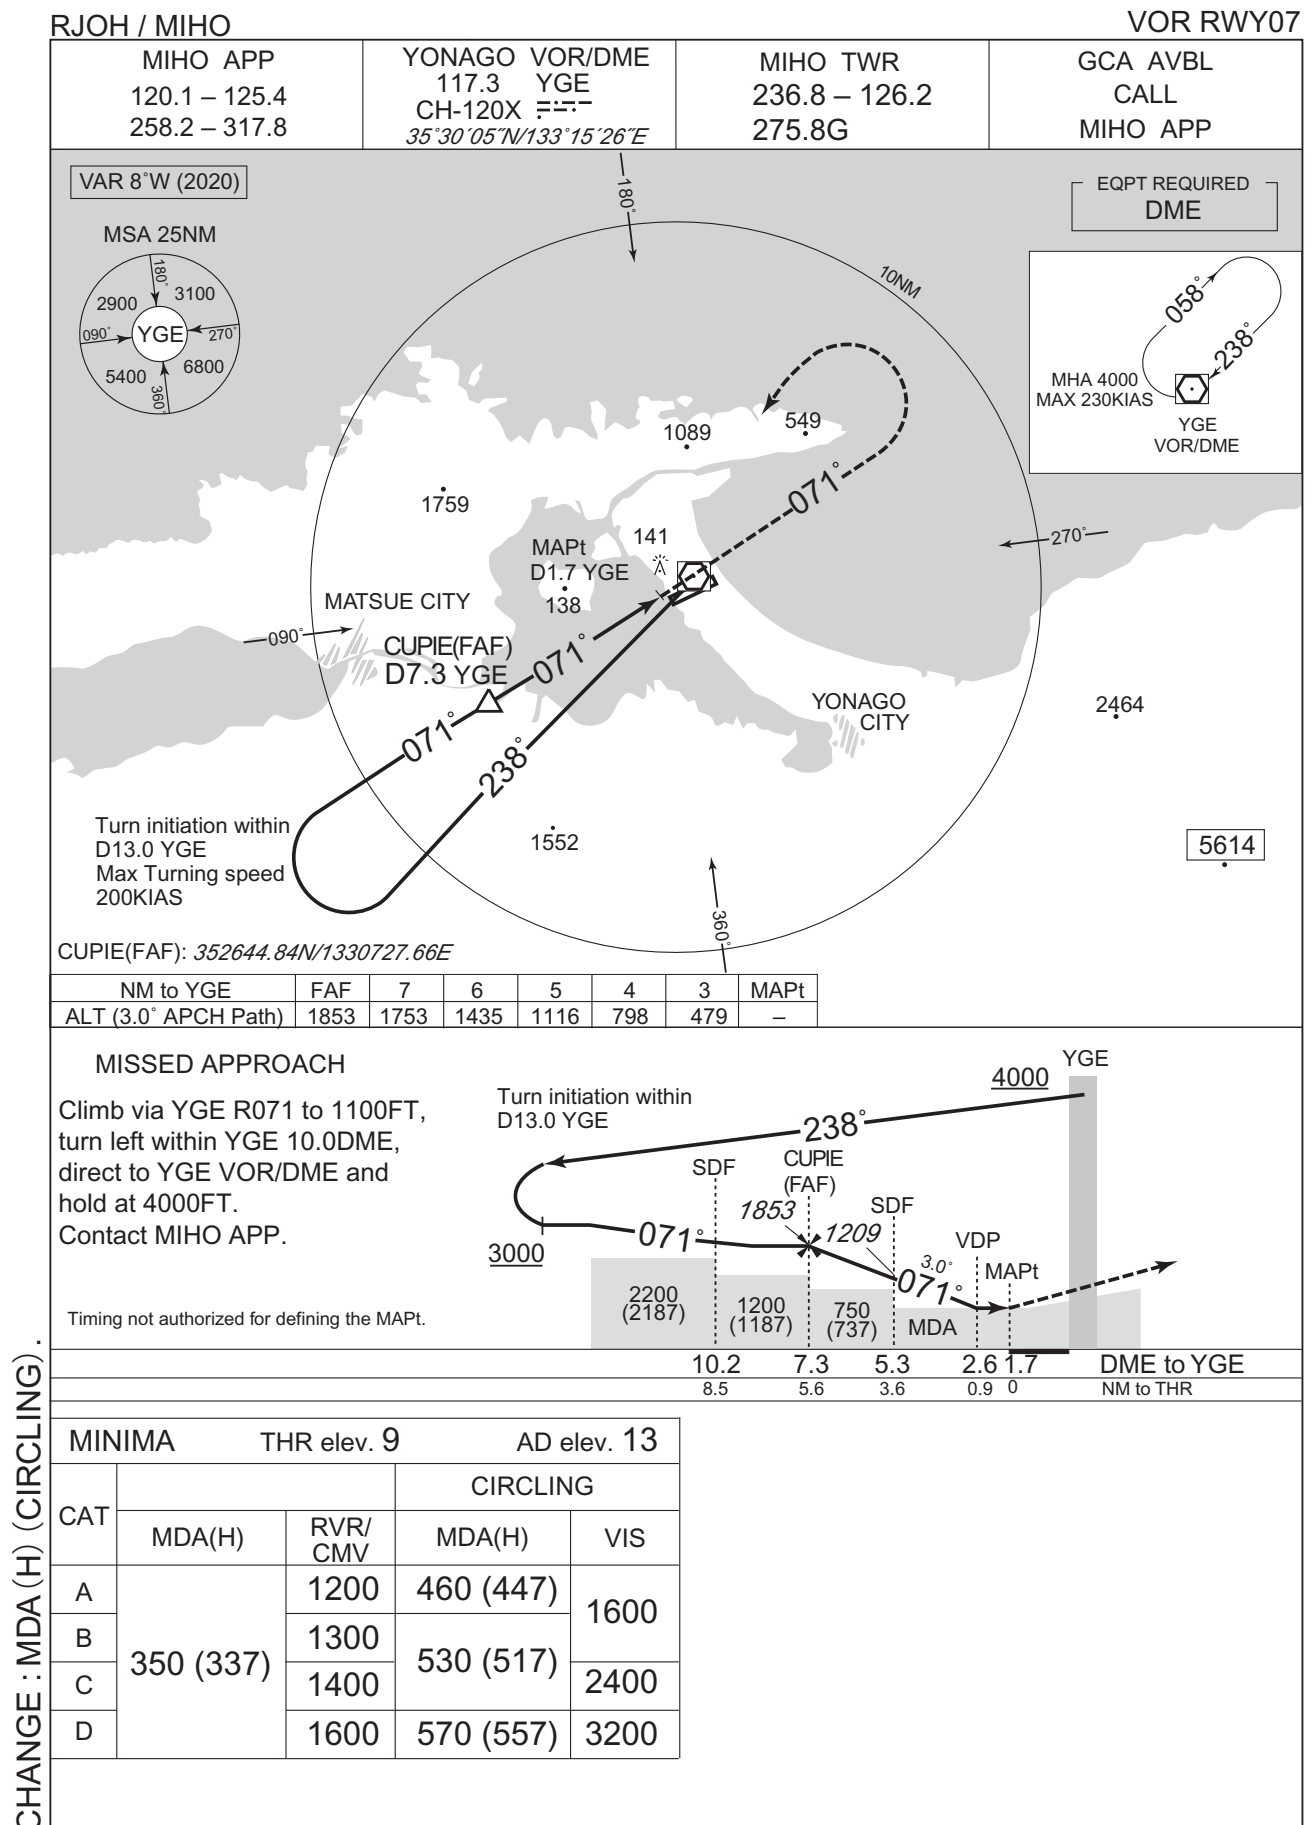 RJOH / MIHO
VOR RWY07
MIHO APP
120.1 – 125.4
258.2 – 317.8
YONAGO VOR/DME
117.3 YGE
CH-120X
35°30′05″N/133°15′26″E
MIHO TWR
236.8 – 126.2
275.8G
GCA AVBL
CALL
MIHO APP
VAR 8°W (2020)
MSA 25NM
180°
2900
3100
090°
YGE
270°
5400
6800
360°
180°
10NM
EQPT REQUIRED
DME
058°
238°
MHA 4000
MAX 230KIAS
YGE
VOR/DME
1089
549
1759
071°
141
270°
MAPt
D1.7 YGE
138
MATSUE CITY
090°
CUPIE(FAF)
D7.3 YGE
071°
071°
238°
YONAGO
CITY
2464
Turn initiation within
D13.0 YGE
Max Turning speed
200KIAS
1552
5614
360°
CUPIE(FAF): 352644.84N/1330727.66E
NM to YGE FAF 7 6 5 4 3 MAPt
ALT (3.0° APCH Path) 1853 1753 1435 1116 798 479 –
MISSED APPROACH
Climb via YGE R071 to 1100FT,
turn left within YGE 10.0DME,
direct to YGE VOR/DME and
hold at 4000FT.
Contact MIHO APP.
Timing not authorized for defining the MAPt.
YGE
4000
Turn initiation within
D13.0 YGE
238°
SDF
CUPIE
(FAF)
1853
SDF
1209
071°
VDP
3000
3.0°
MAPt
071°
2200
(2187)
1200
(1187)
750
(737)
MDA
10.2 7.3 5.3 2.6 1.7 DME to YGE
8.5 5.6 3.6 0.9 0 NM to THR
MINIMA THR elev. 9 AD elev. 13
CAT
CIRCLING
MDA(H)
RVR/
CMV
MDA(H)
VIS
A
1200
460 (447)
1600
B
1300
350 (337)
530 (517)
C
1400
2400
D
1600
570 (557)
3200
CHANGE : MDA (H) (CIRCLING).